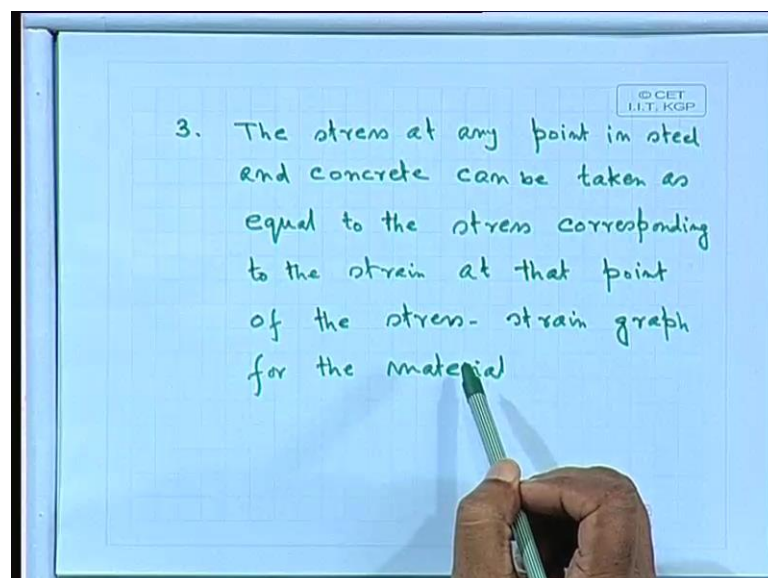 © CET
I.I.T. KGP
3. The stress at any point in steel
and concrete can be taken as
equal to the stress corresponding
to the strain at that point
of the stress- strain graph
for the material